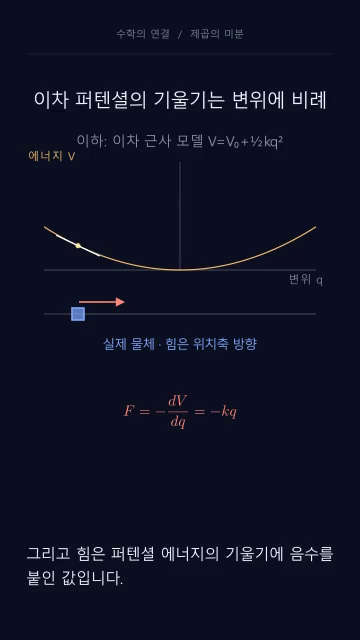 수학의 연결 / 제곱의 미분
이차 퍼텐셜의 기울기는 변위에 비례
이하: 이차 근사 모델 V=V₀+½kq²
에너지 V
변위 q
실제 물체 · 힘은 위치축 방향
F = −dV/dq = −kq
그리고 힘은 퍼텐셜 에너지의 기울기에 음수를
붙인 값입니다.